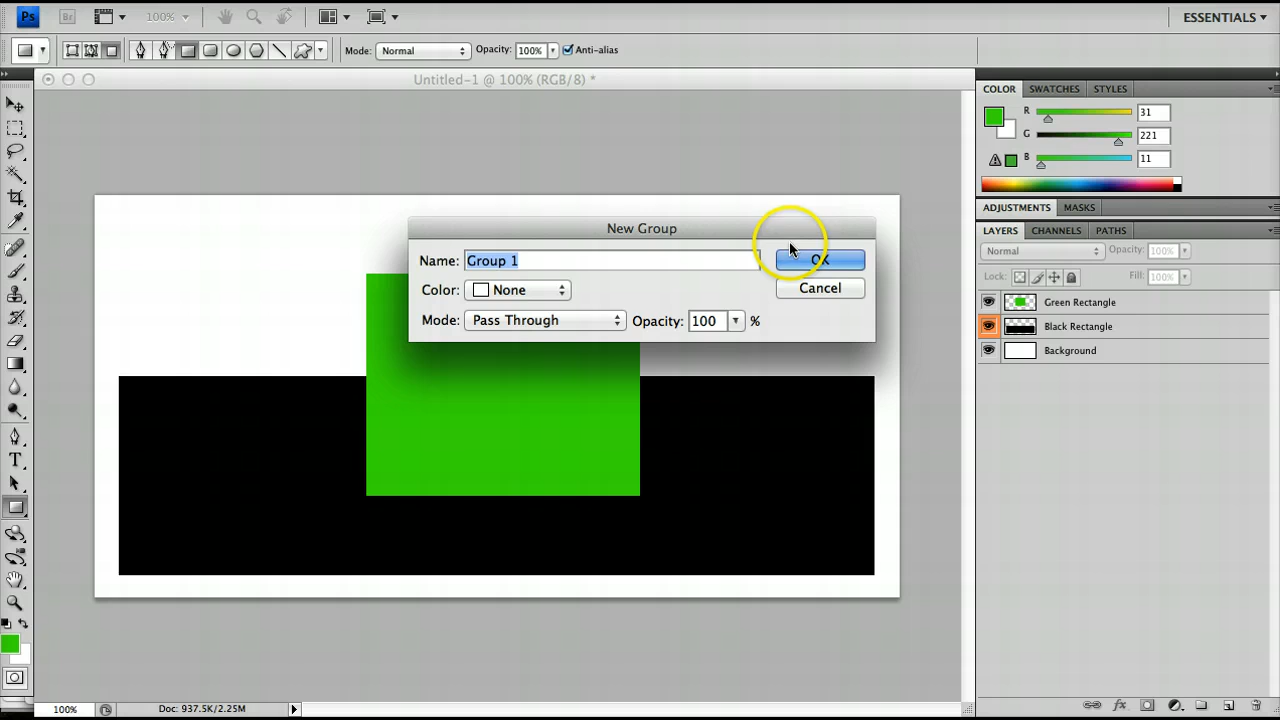 Ps Br 100% ESSENTIALS
Mode: Normal Opacity: 100% Anti-alias
Untitled-1 @ 100% (RGB/8) *
COLOR SWATCHES STYLES
R 31
G 221
B 11
ADJUSTMENTS MASKS
LAYERS CHANNELS PATHS
Normal Opacity: 100%
Lock: Fill: 100%
Green Rectangle
Black Rectangle
Background
New Group
Name: Group 1 OK
Color: None Cancel
Mode: Pass Through Opacity: 100 %
T
fx
100% Doc: 937.5K/2.25M